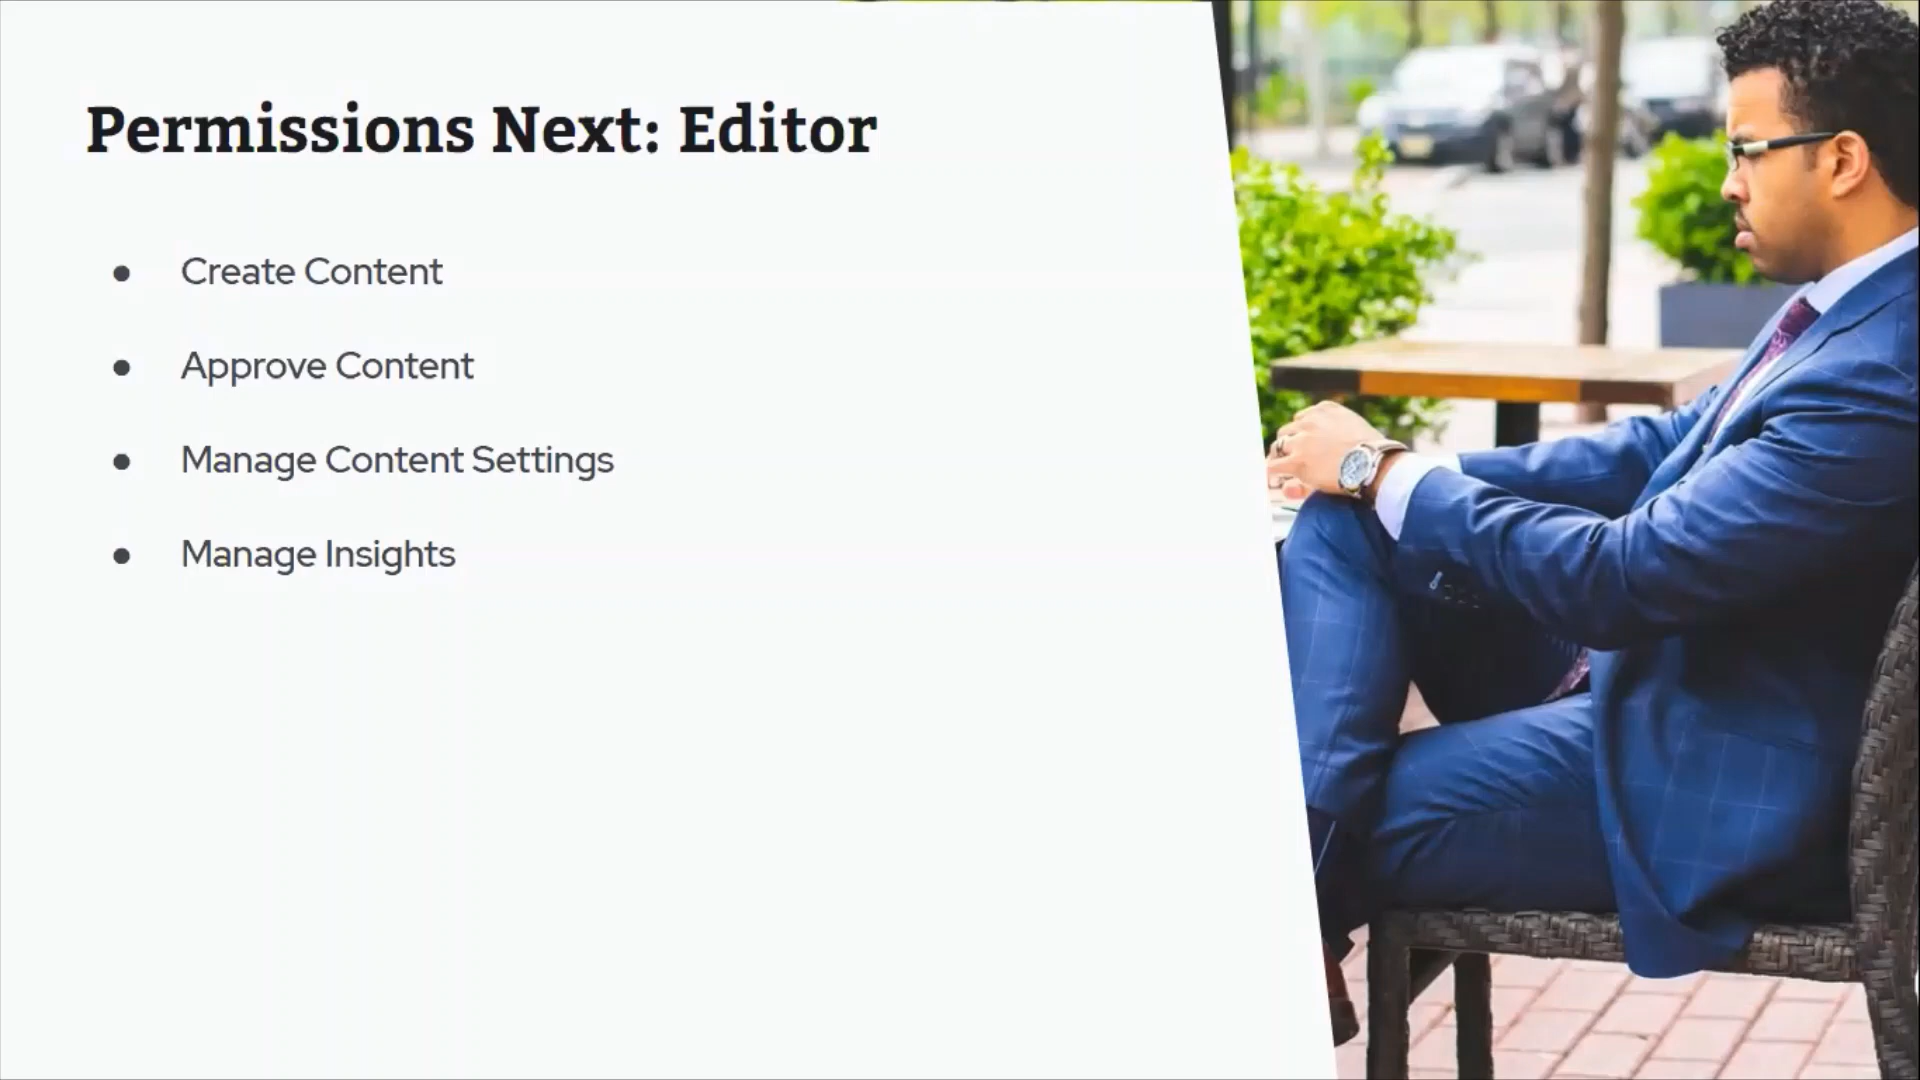 Permissions Next: Editor
● Create Content
● Approve Content
● Manage Content Settings
● Manage Insights